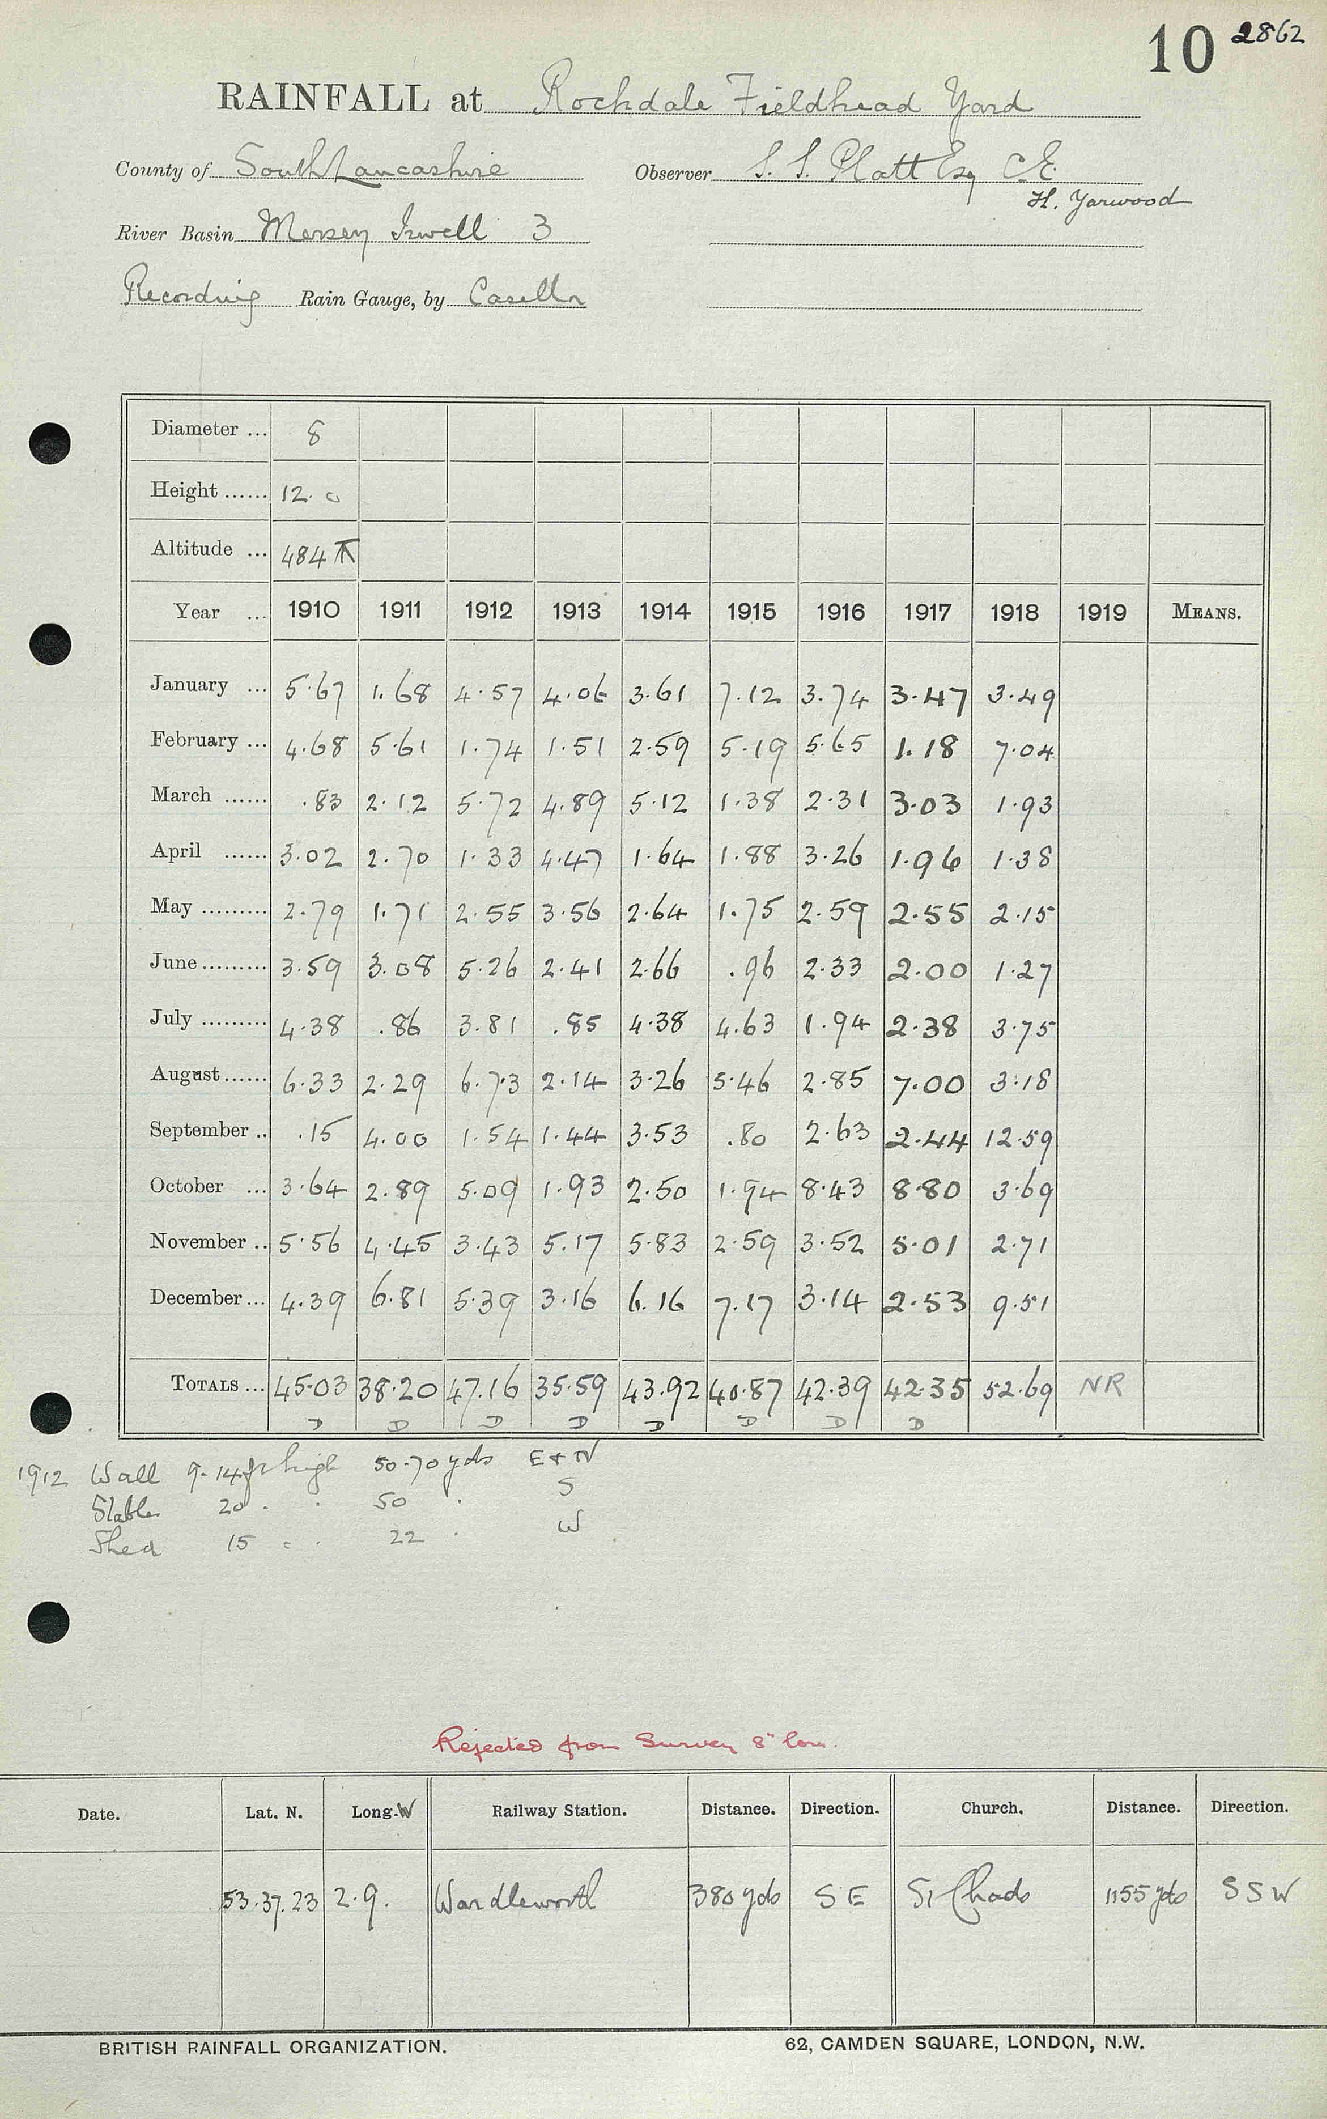 10 2862
RAINFALL at Rochdale Fieldhead Yard
County of South Lancashire Observer S. S. Platt Esq C.E.
H. Yarwood
River Basin Mersey Irwell 3
Recording Rain Gauge, by Casella
Diameter ... 8
Height ...... 12.0
Altitude ... 484
Year ... 1910 1911 1912 1913 1914 1915 1916 1917 1918 1919 MEANS.
January ... 5.67 1.68 4.57 4.06 3.61 7.12 3.74 3.47 3.49
February ... 4.68 5.61 1.74 1.51 2.59 5.19 5.65 1.18 7.04
March ...... .83 2.12 5.72 4.89 5.12 1.38 2.31 3.03 1.93
April ...... 3.02 2.70 1.33 4.47 1.64 1.88 3.26 1.96 1.38
May ......... 2.79 1.71 2.55 3.56 2.64 1.75 2.59 2.55 2.15
June ......... 3.59 3.08 5.26 2.41 2.66 .96 2.33 2.00 1.27
July ......... 4.38 .86 3.81 .85 4.38 4.63 1.94 2.38 3.75
August ...... 6.33 2.29 6.73 2.14 3.26 5.46 2.85 7.00 3.18
September .. .15 4.00 1.54 1.44 3.53 .80 2.63 2.44 12.59
October ... 3.64 2.89 5.09 1.93 2.50 1.94 8.43 8.80 3.69
November .. 5.56 4.45 3.43 5.17 5.83 2.59 3.52 5.01 2.71
December ... 4.39 6.81 5.39 3.16 6.16 7.17 3.14 2.53 9.51
TOTALS ... 45.03 38.20 47.16 35.59 43.92 40.87 42.39 42.35 52.69 NR
D D D D D D D D
1912 Wall 9.14 ft high 50.70 yds E & N
Stable 20 " " 50 " S
Shed 15 " " 22 " W
Rejected from Survey 8" low.
Date. Lat. N. Long. W Railway Station. Distance. Direction. Church. Distance. Direction.
53.37.23 2.9. Wardleworth 380 yds S E St Chads 1155 yds S S W
BRITISH RAINFALL ORGANIZATION. 62, CAMDEN SQUARE, LONDON, N.W.